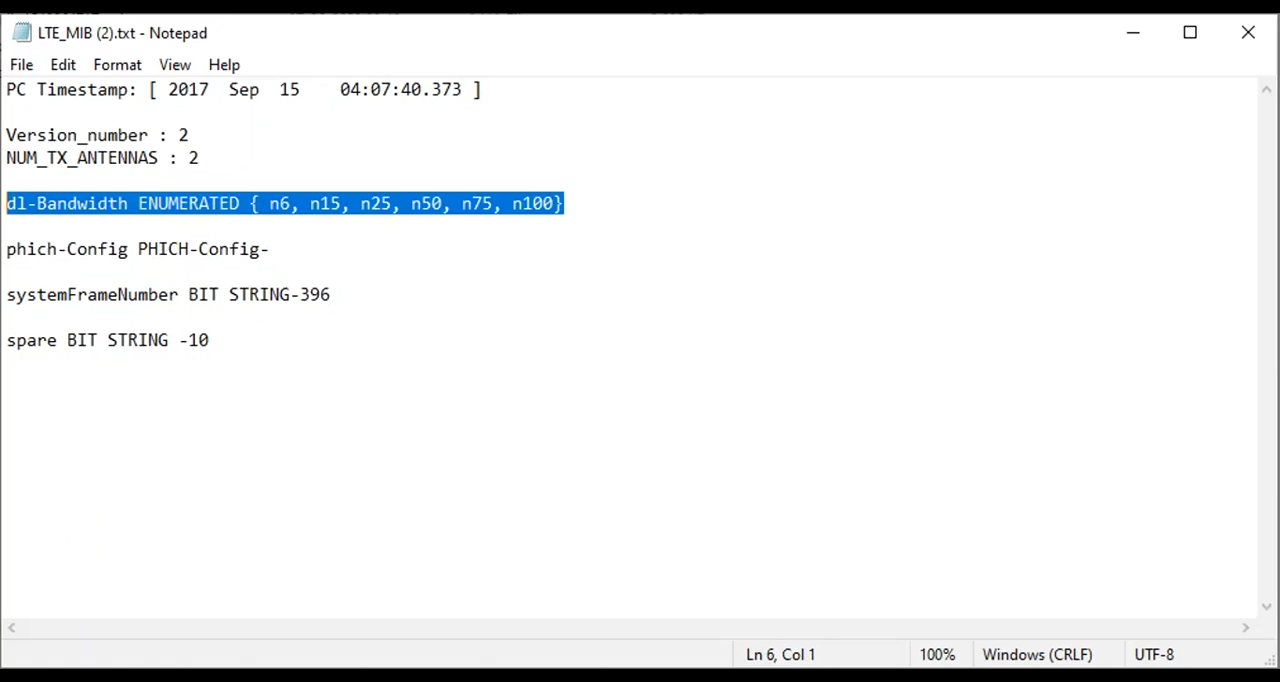 LTE_MIB (2).txt - Notepad
File Edit Format View Help
PC Timestamp: [ 2017 Sep 15 04:07:40.373 ]
Version_number : 2
NUM_TX_ANTENNAS : 2
dl-Bandwidth ENUMERATED { n6, n15, n25, n50, n75, n100}
phich-Config PHICH-Config-
systemFrameNumber BIT STRING-396
spare BIT STRING -10
Ln 6, Col 1 100% Windows (CRLF) UTF-8